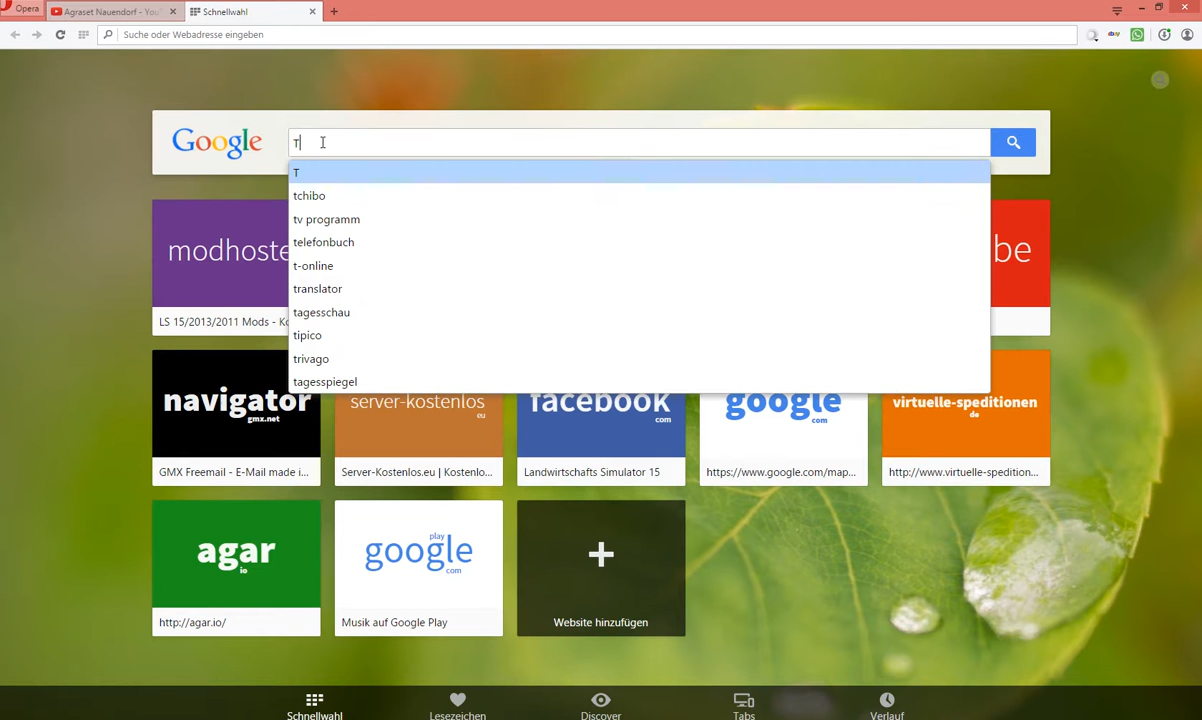 Opera
Agraset Nauendorf - YouT
Schnellwahl
Suche oder Webadresse eingeben
ebay
Google
T
T
tchibo
tv programm
telefonbuch
t-online
translator
tagesschau
tipico
trivago
tagesspiegel
modhoste
be
LS 15/2013/2011 Mods - Ko
navigator
gmx.net
server-kostenlos
eu
facebook
com
google
com
virtuelle-speditionen
de
GMX Freemail - E-Mail made i...
Server-Kostenlos.eu | Kostenlo...
Landwirtschafts Simulator 15
https://www.google.com/map...
http://www.virtuelle-spedition...
agar
io
play
google
com
http://agar.io/
Musik auf Google Play
Website hinzufügen
Schnellwahl
Lesezeichen
Discover
Tabs
Verlauf